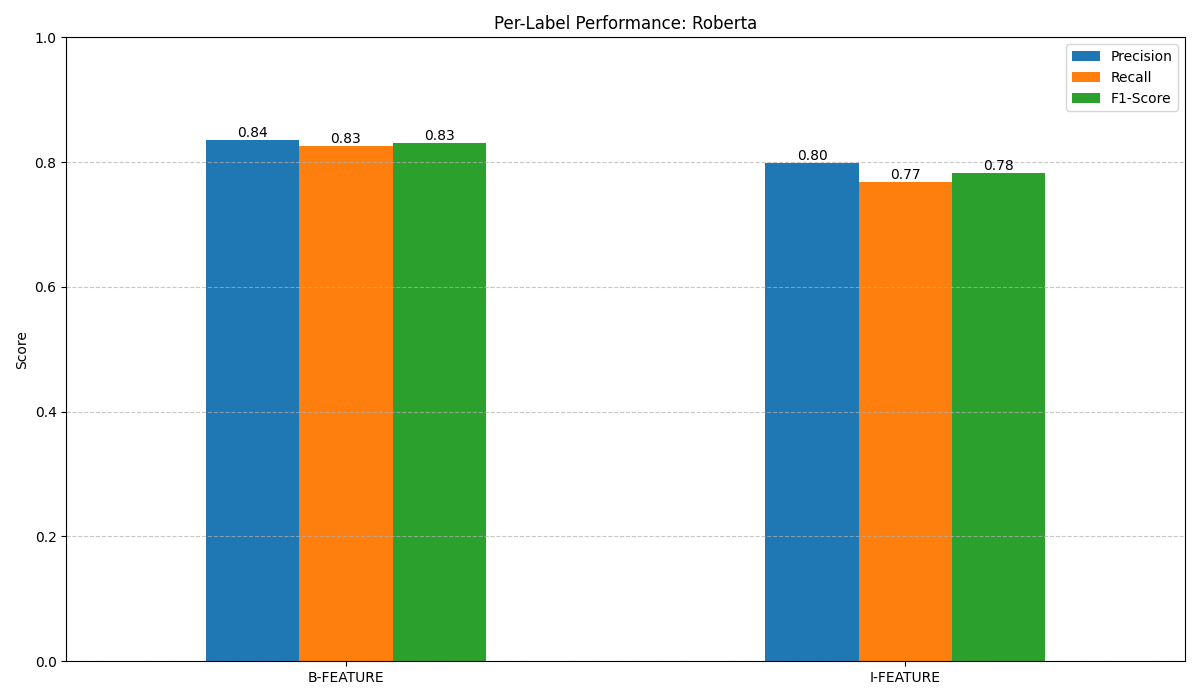 Per-Label Performance: Roberta
Precision
Recall
F1-Score
Score
1.0
0.8
0.6
0.4
0.2
0.0
0.84
0.83
0.83
0.80
0.77
0.78
B-FEATURE
I-FEATURE